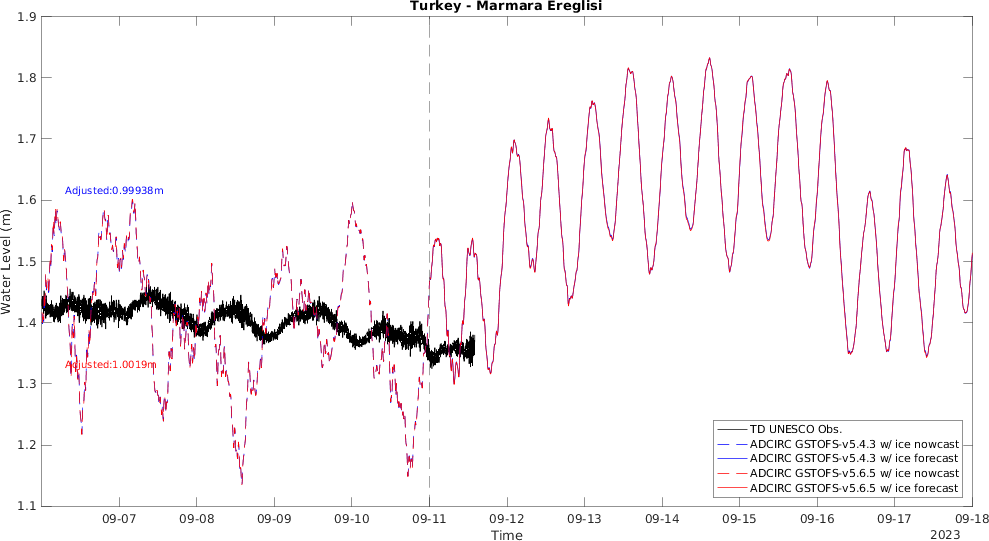 Turkey - Marmara Ereglisi
1.9
1.8
1.7
1.6
1.5
1.4
1.3
1.2
1.1
Water Level (m)
Adjusted:0.99938m
Adjusted:1.0019m
TD UNESCO Obs.
ADCIRC GSTOFS-v5.4.3 w/ ice nowcast
ADCIRC GSTOFS-v5.4.3 w/ ice forecast
ADCIRC GSTOFS-v5.6.5 w/ ice nowcast
ADCIRC GSTOFS-v5.6.5 w/ ice forecast
09-07 09-08 09-09 09-10 09-11 09-12 09-13 09-14 09-15 09-16 09-17 09-18
Time
2023